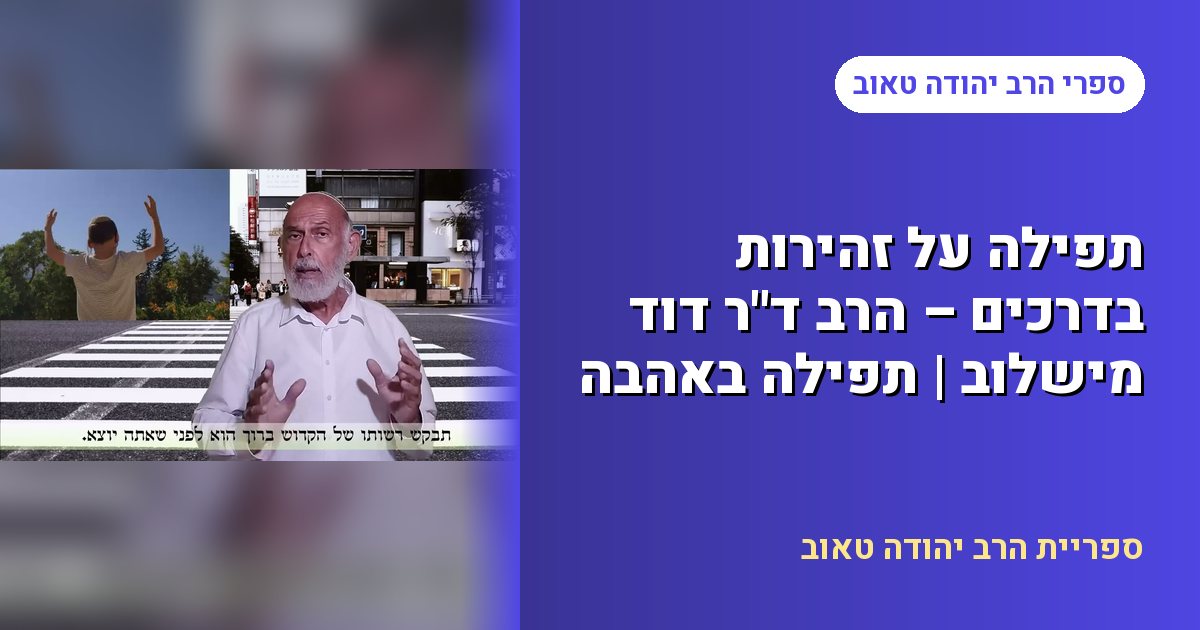 ספרי הרב יהודה טאוב
תפילה על זהירות
בדרכים – הרב ד"ר דוד
מישלוב | תפילה באהבה
תבקש רשותו של הקדוש ברוך הוא לפני שאתה יוצא.
ספריית הרב יהודה טאוב